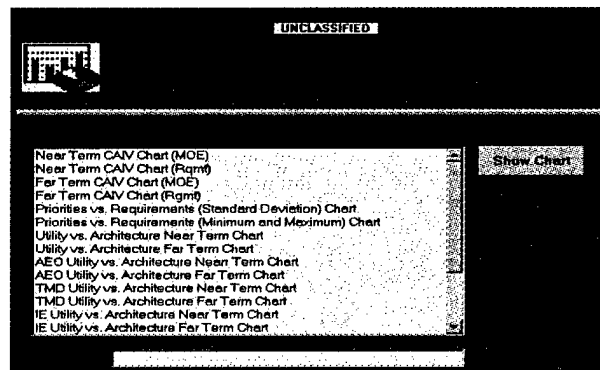 UNCLASSIFIED
Near Term CAIV Chart (MOE)
Near Term CAIV Chart (Rqmt)
Far Term CAIV Chart (MOE)
Far Term CAIV Chart (Rgmt)
Priorities vs. Requirements (Standard Deviation) Chart
Priorities vs. Requirements (Minimum and Maximum) Chart
Utility vs. Architecture Near Term Chart
Utility vs. Architecture Far Term Chart
AEO Utility vs. Architecture Near Term Chart
AEO Utility vs. Architecture Far Term Chart
TMD Utility vs. Architecture Near Term Chart
TMD Utility vs. Architecture Far Term Chart
IE Utility vs. Architecture Near Term Chart
IE Utility vs. Architecture Far Term Chart
Show Chart